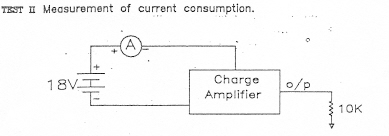 TEST II Measurement of current consumption.
A
+ -
+
18V
-
Charge
Amplifier
o/p
10K